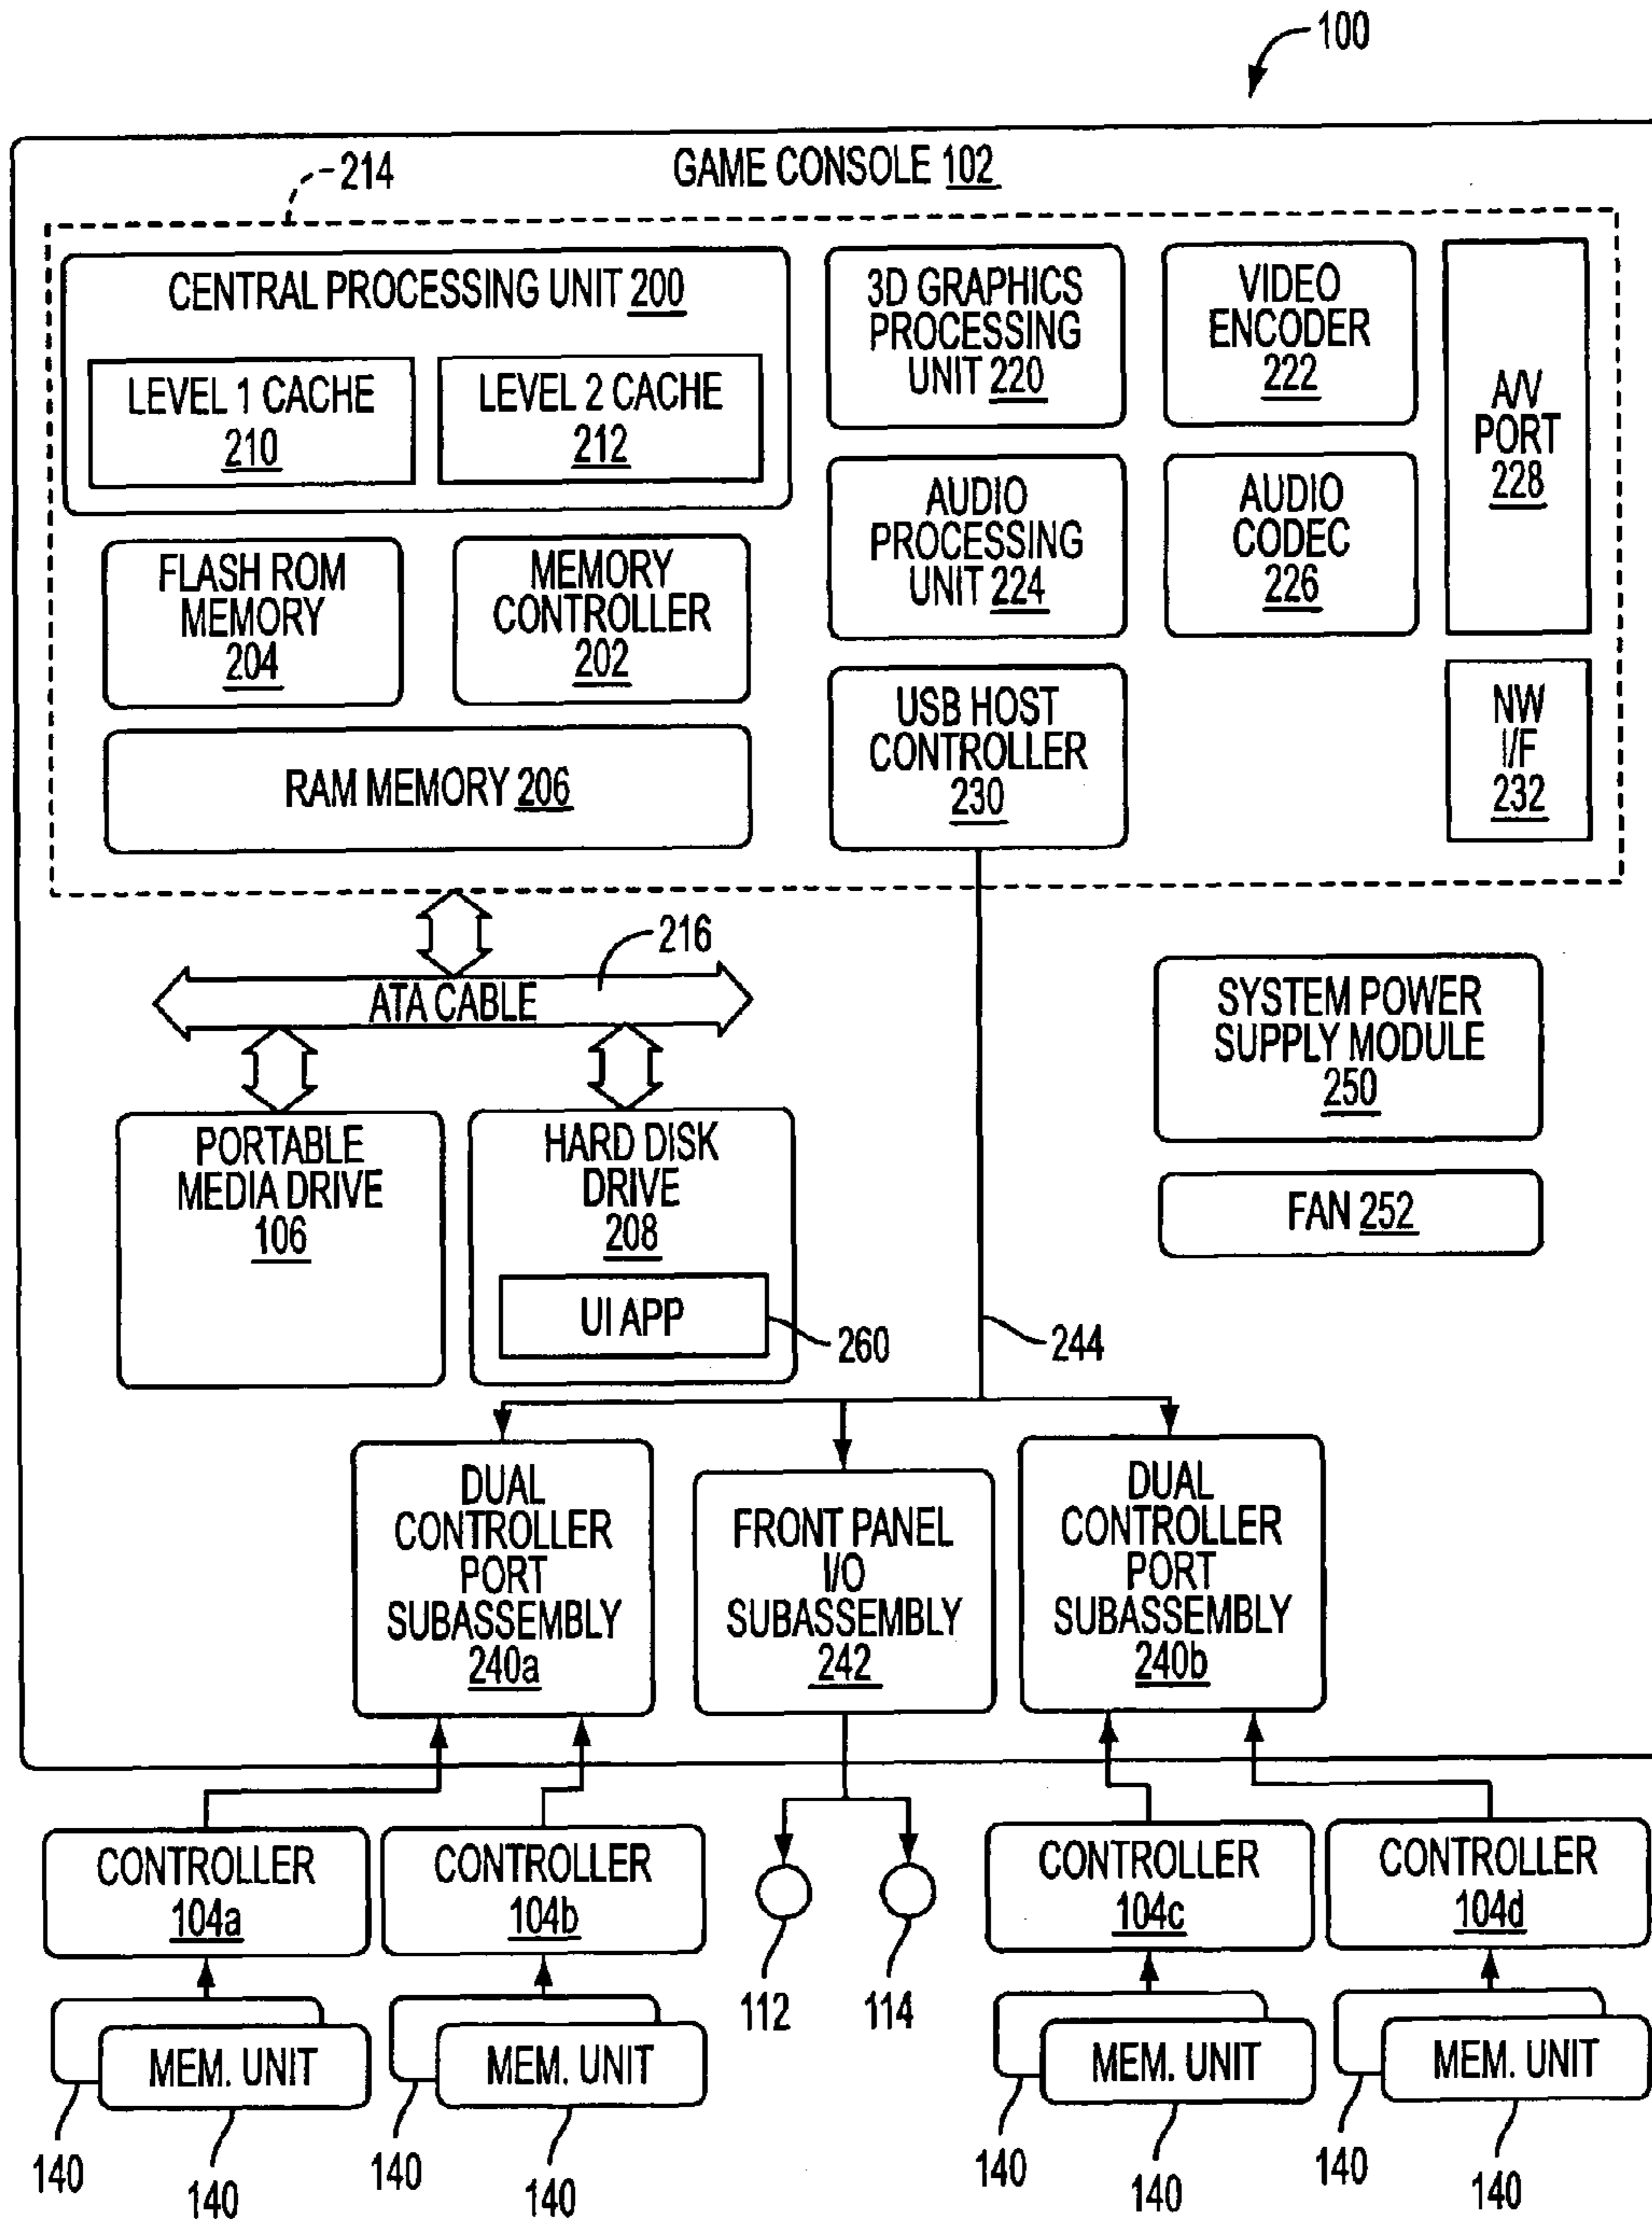 100
GAME CONSOLE 102
214
CENTRAL PROCESSING UNIT 200
LEVEL 1 CACHE
210
LEVEL 2 CACHE
212
3D GRAPHICS
PROCESSING
UNIT 220
VIDEO
ENCODER
222
A/V
PORT
228
FLASH ROM
MEMORY
204
MEMORY
CONTROLLER
202
AUDIO
PROCESSING
UNIT 224
AUDIO
CODEC
226
RAM MEMORY 206
USB HOST
CONTROLLER
230
NW
I/F
232
216
ATA CABLE
SYSTEM POWER
SUPPLY MODULE
250
PORTABLE
MEDIA DRIVE
106
HARD DISK
DRIVE
208
UI APP
260
FAN 252
244
DUAL
CONTROLLER
PORT
SUBASSEMBLY
240a
FRONT PANEL
I/O
SUBASSEMBLY
242
DUAL
CONTROLLER
PORT
SUBASSEMBLY
240b
CONTROLLER
104a
CONTROLLER
104b
112
114
CONTROLLER
104c
CONTROLLER
104d
MEM. UNIT
MEM. UNIT
MEM. UNIT
MEM. UNIT
140
140
140
140
140
140
140
140